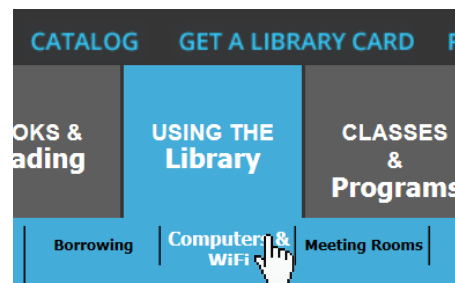 CATALOG GET A LIBRARY CARD
OKS & USING THE CLASSES
ading Library &
Programs
Borrowing Computers & Meeting Rooms
WiFi